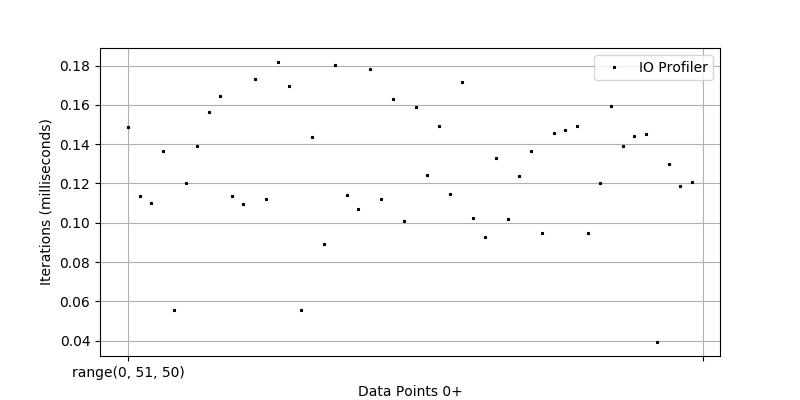 0.18
IO Profiler
0.16
0.14
0.12
0.10
0.08
0.06
0.04
Iterations (milliseconds)
range(0, 51, 50)
Data Points 0+